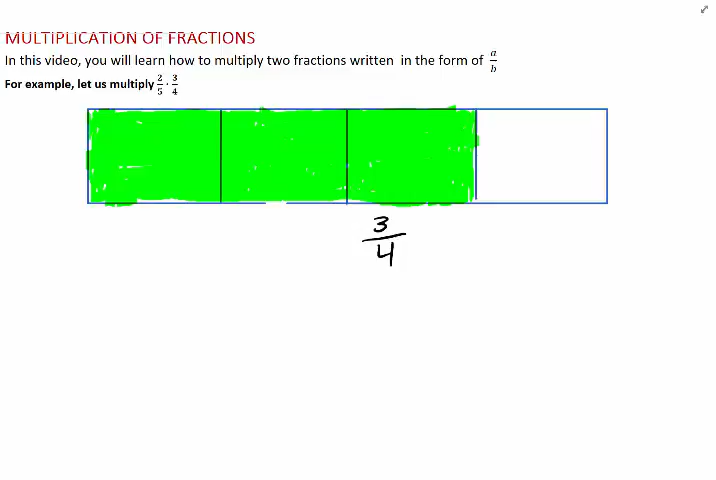 MULTIPLICATION OF FRACTIONS
In this video, you will learn how to multiply two fractions written in the form of a/b
For example, let us multiply 2/5 · 3/4
3/4